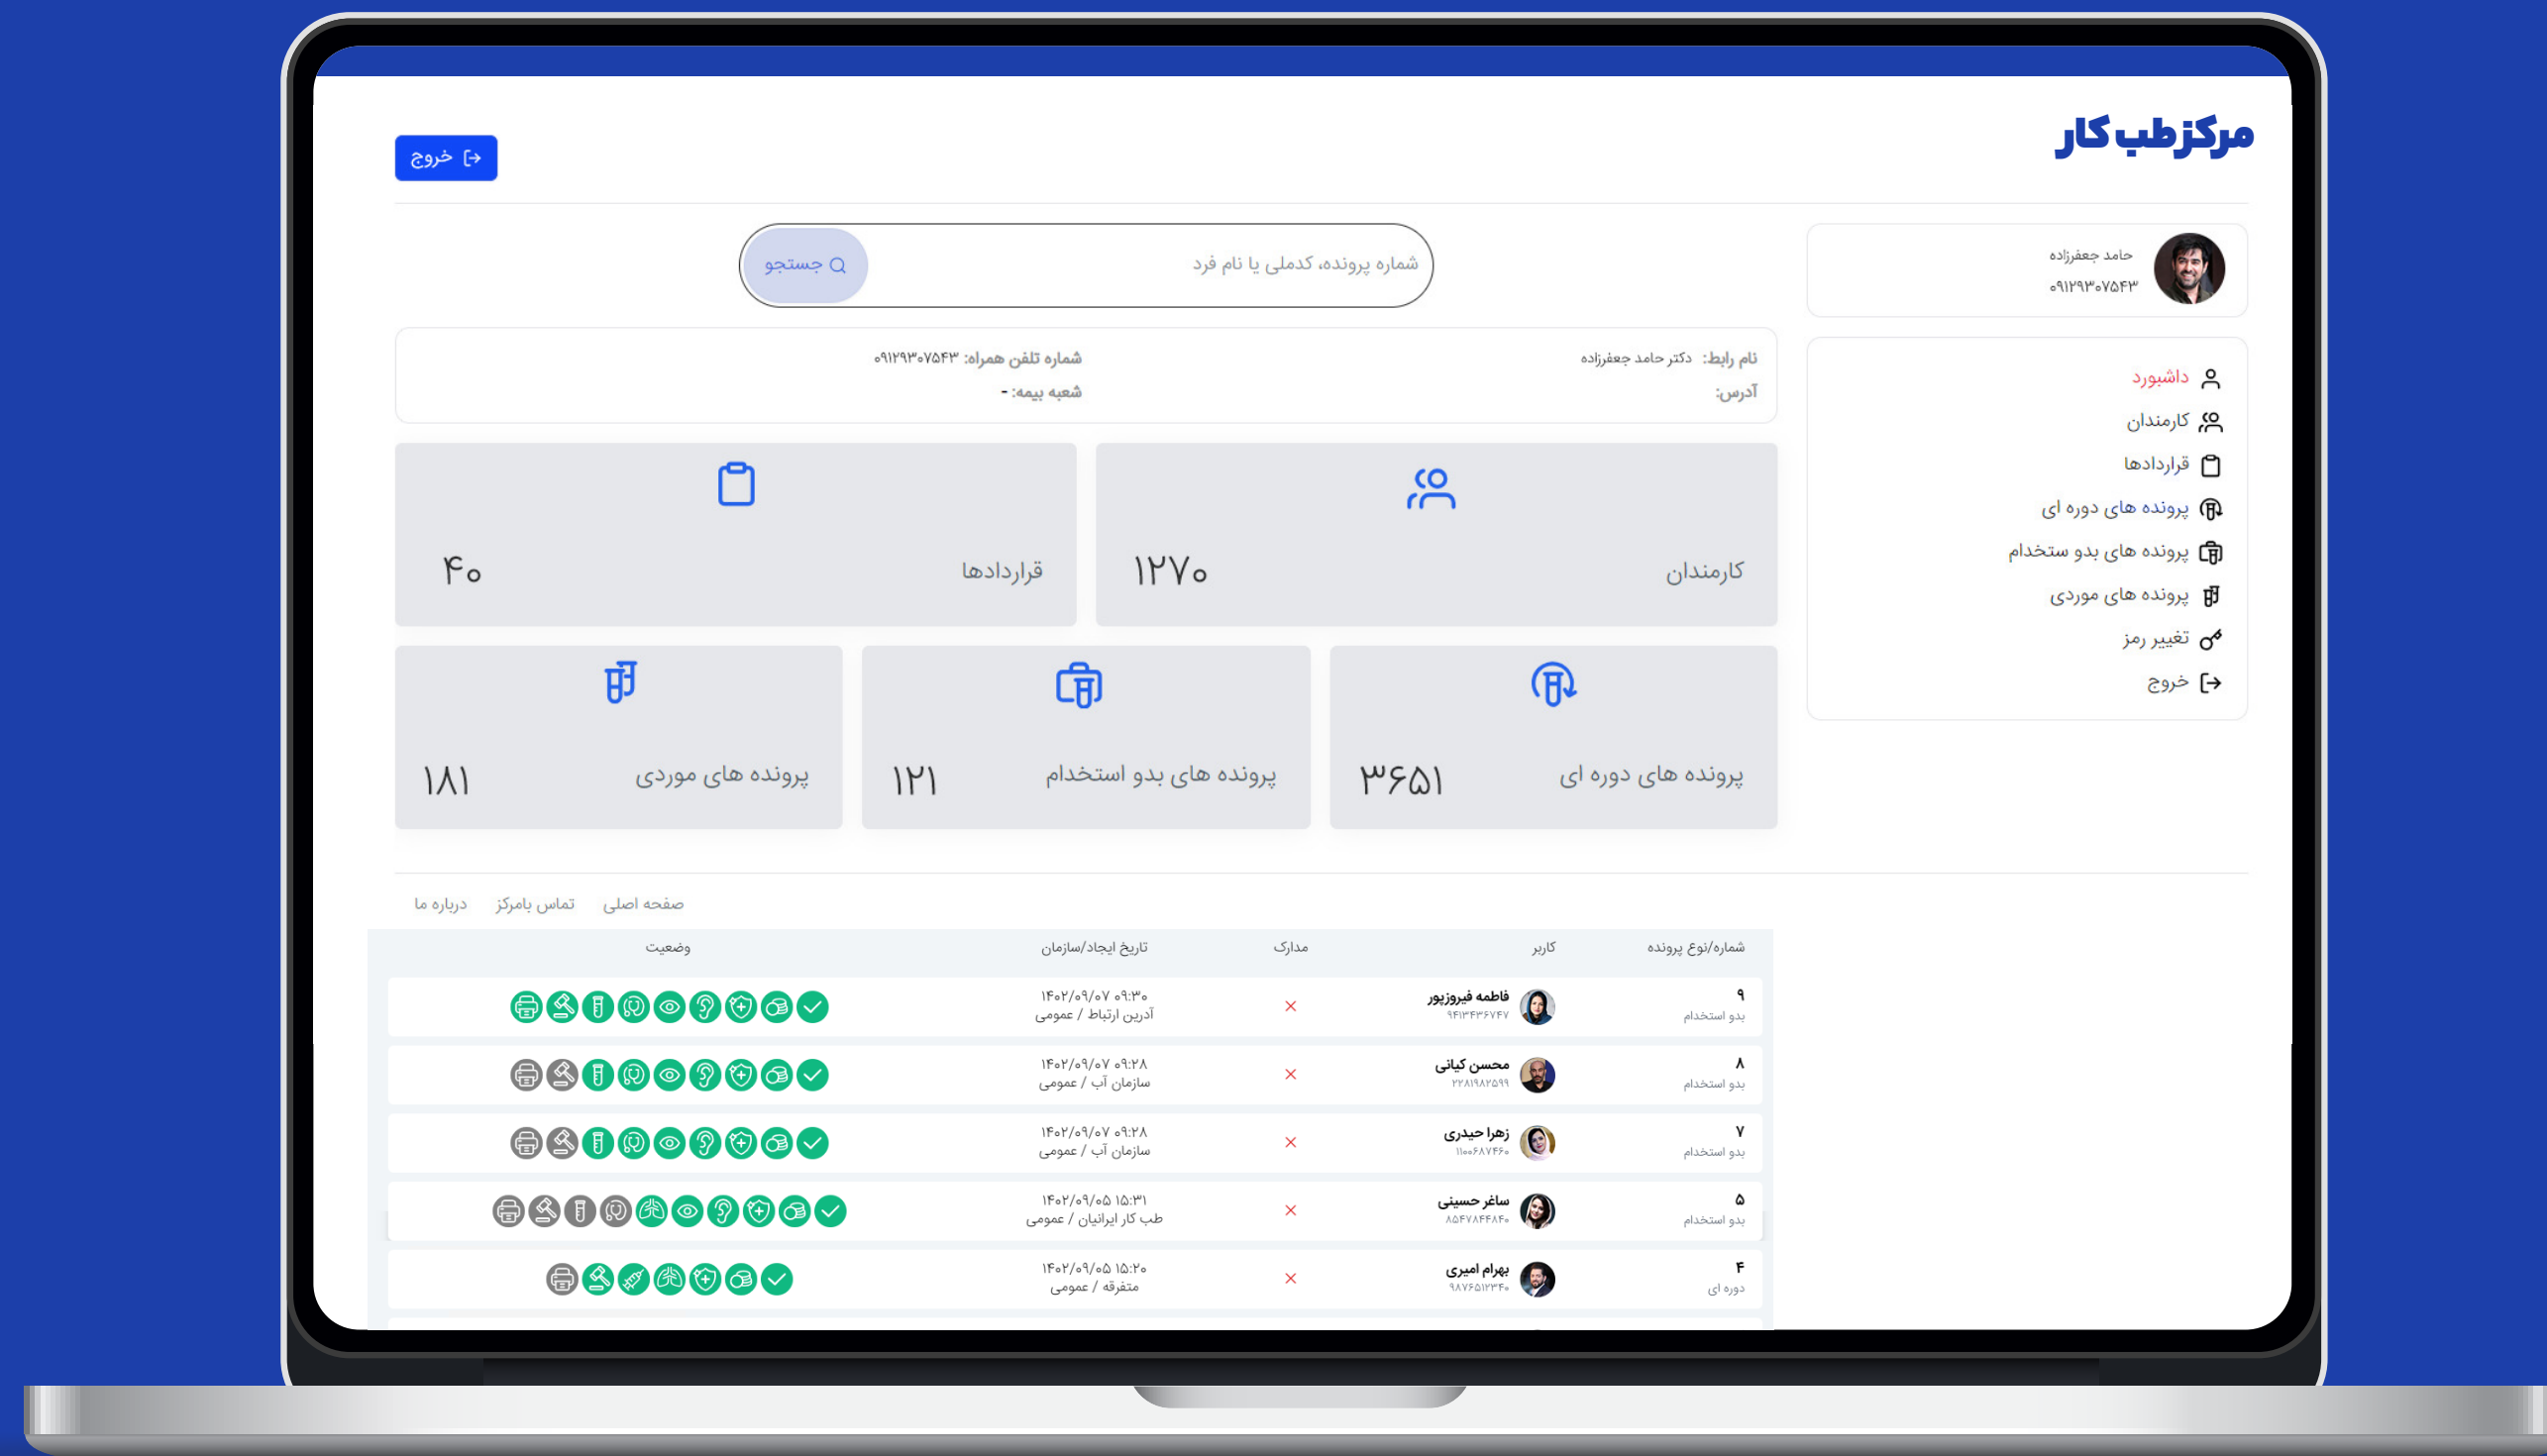 مرکز طب کار
خروج
حامد جعفرزاده
۰۹۱۲۹۳۰۷۵۴۳
داشبورد
کارمندان
قراردادها
پرونده های دوره ای
پرونده های بدو ستخدام
پرونده های موردی
تغییر رمز
خروج
شماره پرونده، کدملی یا نام فرد
جستجو
نام رابط: دکتر حامد جعفرزاده
شماره تلفن همراه: ۰۹۱۲۹۳۰۷۵۴۳
آدرس:
شعبه بیمه: -
کارمندان ۱۲۷۰
قراردادها ۴۰
پرونده های دوره ای ۳۶۵۱
پرونده های بدو استخدام ۱۲۱
پرونده های موردی ۱۸۱
صفحه اصلی تماس بامرکز درباره ما
شماره/نوع پرونده کاربر مدارک تاریخ ایجاد/سازمان وضعیت
۹ فاطمه فیروزپور ۱۴۰۲/۰۹/۰۷ ۰۹:۳۰
بدو استخدام ۹۴۱۳۴۳۶۷۴۷ آدرین ارتباط / عمومی
۸ محسن کیانی ۱۴۰۲/۰۹/۰۷ ۰۹:۲۸
بدو استخدام ۲۲۸۱۹۸۲۵۹۹ سازمان آب / عمومی
۷ زهرا حیدری ۱۴۰۲/۰۹/۰۷ ۰۹:۲۸
بدو استخدام ۱۱۰۰۶۸۷۴۶۰ سازمان آب / عمومی
۵ ساغر حسینی ۱۴۰۲/۰۹/۰۵ ۱۵:۳۱
بدو استخدام ۸۵۴۷۸۴۴۸۴۰ طب کار ایرانیان / عمومی
۴ بهرام امیری ۱۴۰۲/۰۹/۰۵ ۱۵:۲۰
دوره ای ۹۸۷۶۵۱۲۳۴۰ متفرقه / عمومی